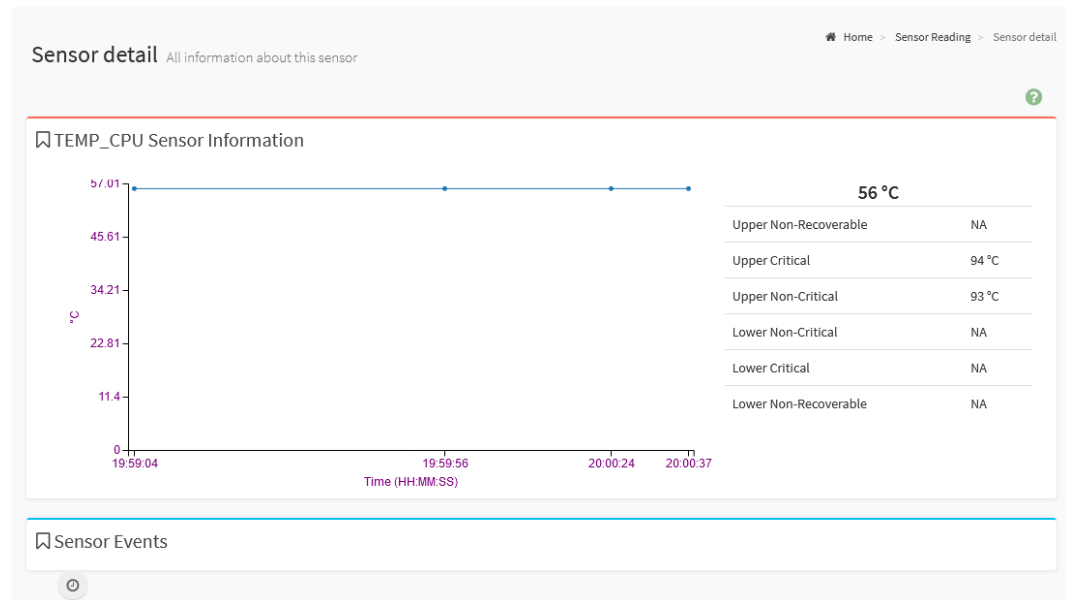 Home > Sensor Reading > Sensor detail
Sensor detail All information about this sensor
?
TEMP_CPU Sensor Information
57.01
45.61
34.21
22.81
11.4
0
°C
19:59:04 19:59:56 20:00:24 20:00:37
Time (HH:MM:SS)
56 °C
Upper Non-Recoverable NA
Upper Critical 94 °C
Upper Non-Critical 93 °C
Lower Non-Critical NA
Lower Critical NA
Lower Non-Recoverable NA
Sensor Events